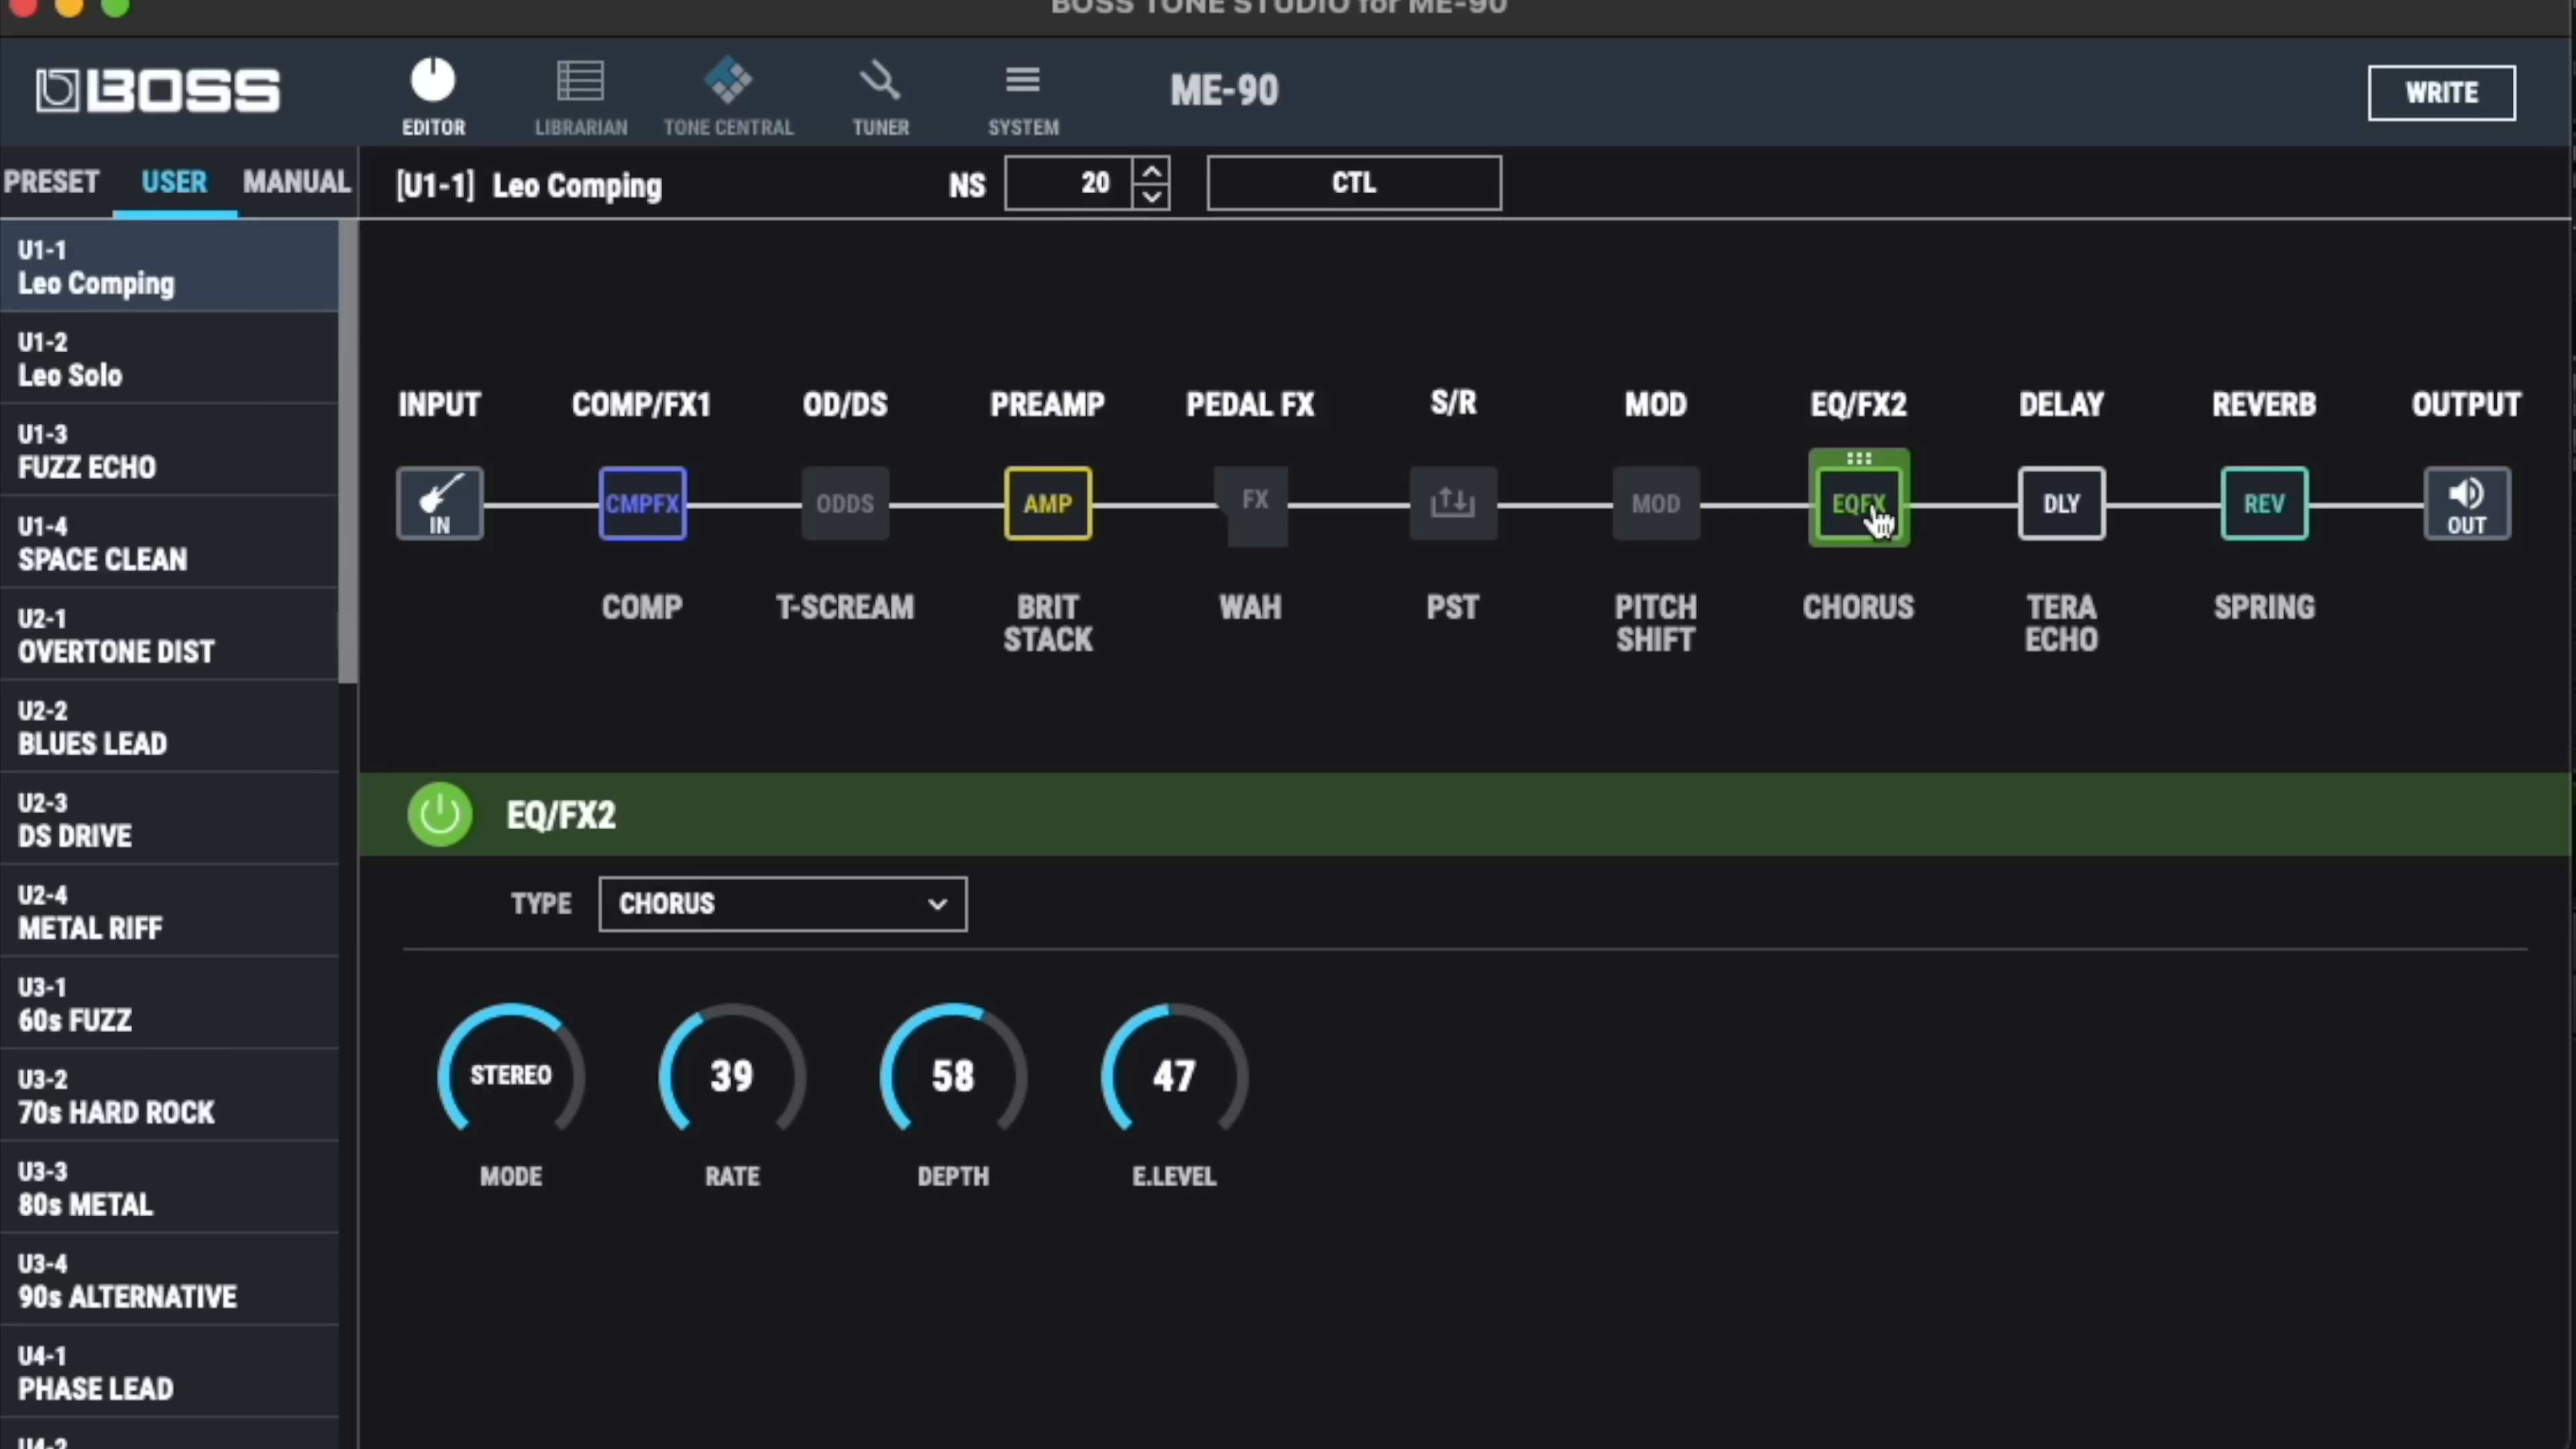 BOSS TONE STUDIO for ME-90
BOSS
EDITOR
LIBRARIAN
TONE CENTRAL
TUNER
SYSTEM
ME-90
WRITE
PRESET USER MANUAL
[U1-1] Leo Comping
NS 20
CTL
U1-1
Leo Comping
U1-2
Leo Solo
U1-3
FUZZ ECHO
U1-4
SPACE CLEAN
U2-1
OVERTONE DIST
U2-2
BLUES LEAD
U2-3
DS DRIVE
U2-4
METAL RIFF
U3-1
60s FUZZ
U3-2
70s HARD ROCK
U3-3
80s METAL
U3-4
90s ALTERNATIVE
U4-1
PHASE LEAD
U4-2
INPUT COMP/FX1 OD/DS PREAMP PEDAL FX S/R MOD EQ/FX2 DELAY REVERB OUTPUT
IN CMPFX ODDS AMP FX MOD EQFX DLY REV OUT
COMP T-SCREAM BRIT WAH PST PITCH CHORUS TERA SPRING
STACK SHIFT ECHO
EQ/FX2
TYPE CHORUS
STEREO 39 58 47
MODE RATE DEPTH E.LEVEL